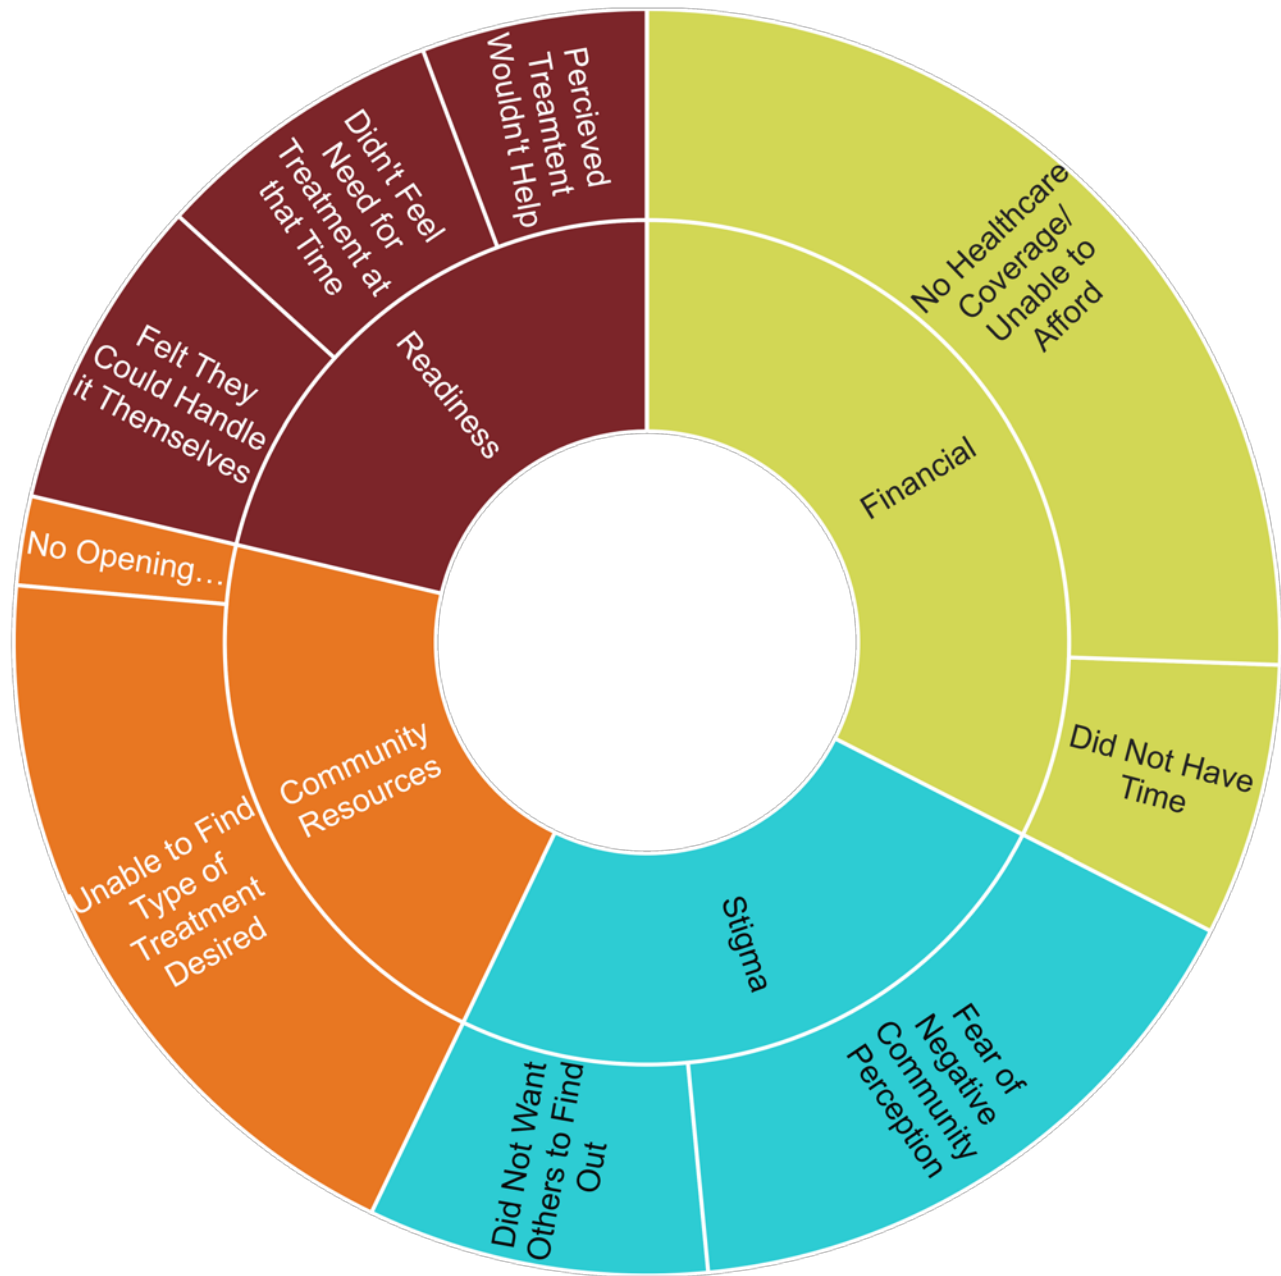 Percieved
Treamtent
Wouldn't Help
Didn't Feel
Need for
Treatment at
that Time
Felt They
Could Handle
it Themselves
Readiness
No Healthcare
Coverage/
Unable to
Afford
Financial
Did Not Have
Time
No Opening…
Community
Resources
Unable to Find
Type of
Treatment
Desired
Stigma
Fear of
Negative
Community
Perception
Did Not Want
Others to Find
Out